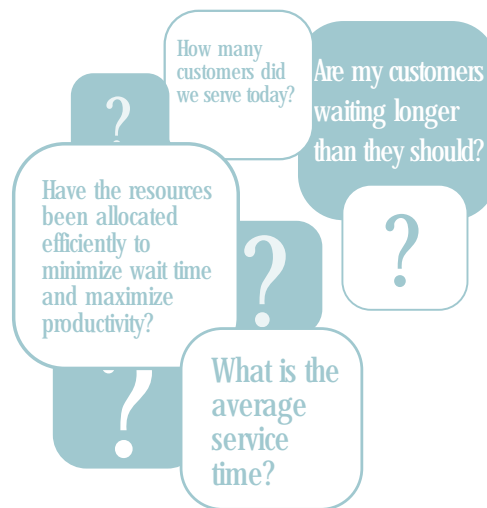 How many
customers did
we serve today?
Are my customers
waiting longer
than they should?
?
?
Have the resources
been allocated
efficiently to
minimize wait time
and maximize
productivity?
?
?
What is the
average
service
time?